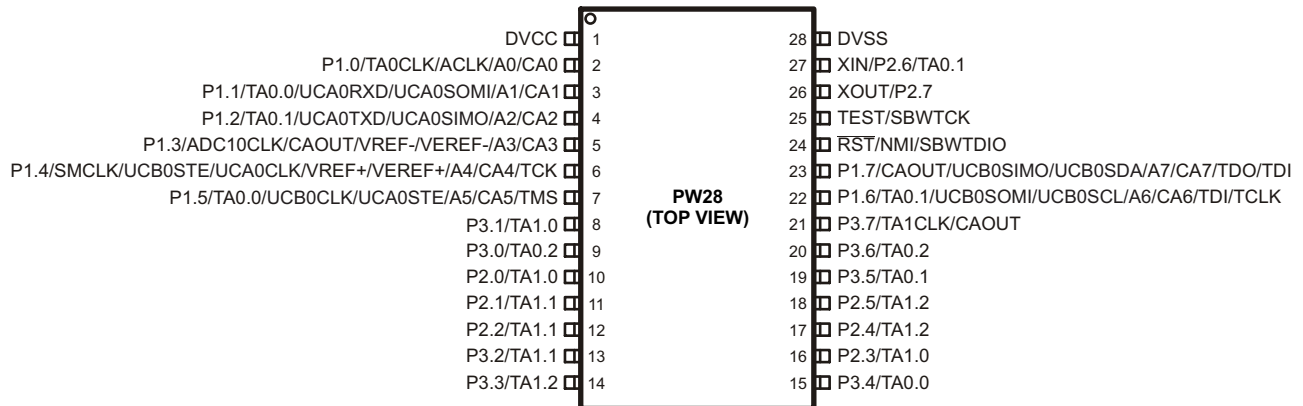 DVCC 1 28 DVSS
P1.0/TA0CLK/ACLK/A0/CA0 2 27 XIN/P2.6/TA0.1
P1.1/TA0.0/UCA0RXD/UCA0SOMI/A1/CA1 3 26 XOUT/P2.7
P1.2/TA0.1/UCA0TXD/UCA0SIMO/A2/CA2 4 25 TEST/SBWTCK
P1.3/ADC10CLK/CAOUT/VREF-/VEREF-/A3/CA3 5 24 RST/NMI/SBWTDIO
P1.4/SMCLK/UCB0STE/UCA0CLK/VREF+/VEREF+/A4/CA4/TCK 6 23 P1.7/CAOUT/UCB0SIMO/UCB0SDA/A7/CA7/TDO/TDI
P1.5/TA0.0/UCB0CLK/UCA0STE/A5/CA5/TMS 7 PW28 22 P1.6/TA0.1/UCB0SOMI/UCB0SCL/A6/CA6/TDI/TCLK
P3.1/TA1.0 8 (TOP VIEW) 21 P3.7/TA1CLK/CAOUT
P3.0/TA0.2 9 20 P3.6/TA0.2
P2.0/TA1.0 10 19 P3.5/TA0.1
P2.1/TA1.1 11 18 P2.5/TA1.2
P2.2/TA1.1 12 17 P2.4/TA1.2
P3.2/TA1.1 13 16 P2.3/TA1.0
P3.3/TA1.2 14 15 P3.4/TA0.0